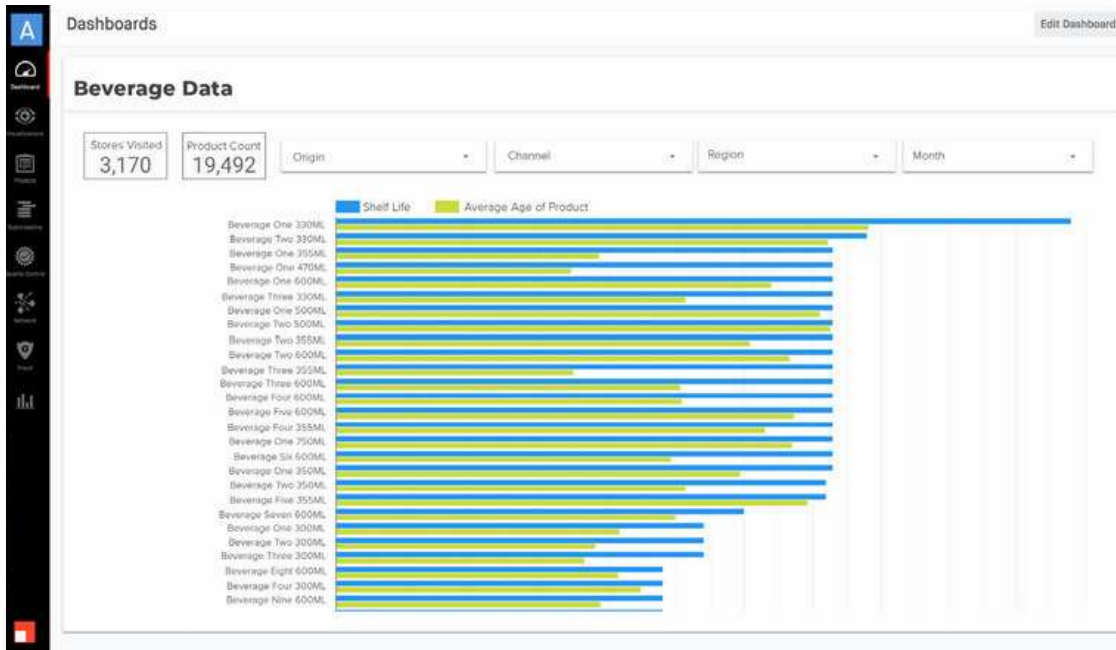 A
Dashboards
Edit Dashboard
Dashboard
Beverage Data
Stores Visited
3,170
Product Count
19,492
Origin
Channel
Region
Month
Shelf Life
Average Age of Product
Beverage One 330ML
Beverage Two 330ML
Beverage One 355ML
Beverage One 470ML
Beverage One 600ML
Beverage Three 330ML
Beverage One 500ML
Beverage Two 500ML
Beverage Two 355ML
Beverage Two 600ML
Beverage Three 355ML
Beverage Three 600ML
Beverage Four 600ML
Beverage Five 600ML
Beverage Four 355ML
Beverage One 750ML
Beverage Six 600ML
Beverage One 350ML
Beverage Two 350ML
Beverage Five 355ML
Beverage Seven 600ML
Beverage One 300ML
Beverage Two 300ML
Beverage Three 300ML
Beverage Eight 600ML
Beverage Four 300ML
Beverage Nine 600ML